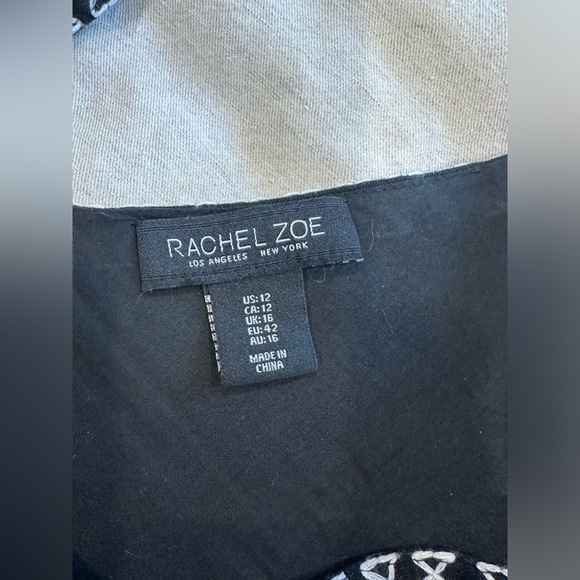 RACHEL ZOE
LOS ANGELES NEW YORK
US:12
CA:12
UK:16
EU:42
AU:16
MADE IN
CHINA